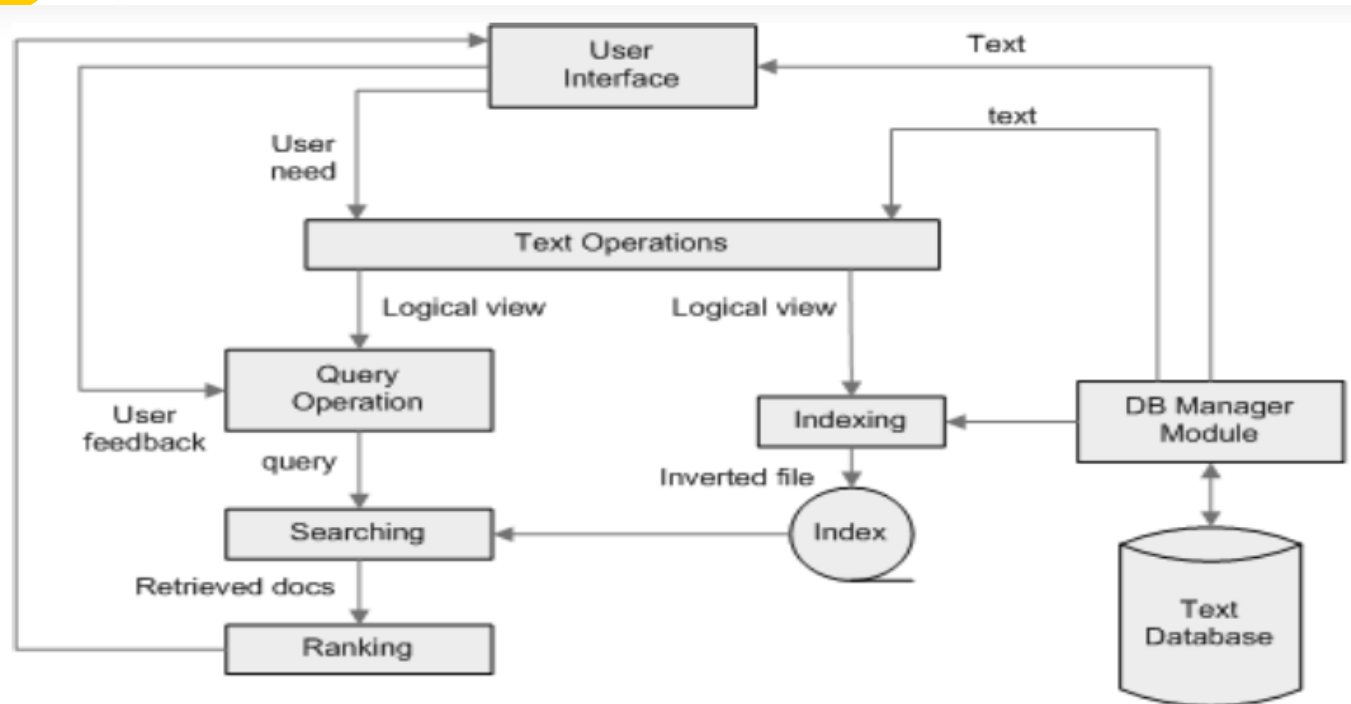 User
Interface
Text
text
User
need
Text Operations
Logical view
Logical view
Query
Operation
User
feedback
Indexing
DB Manager
Module
query
Inverted file
Searching
Index
Retrieved docs
Text
Database
Ranking